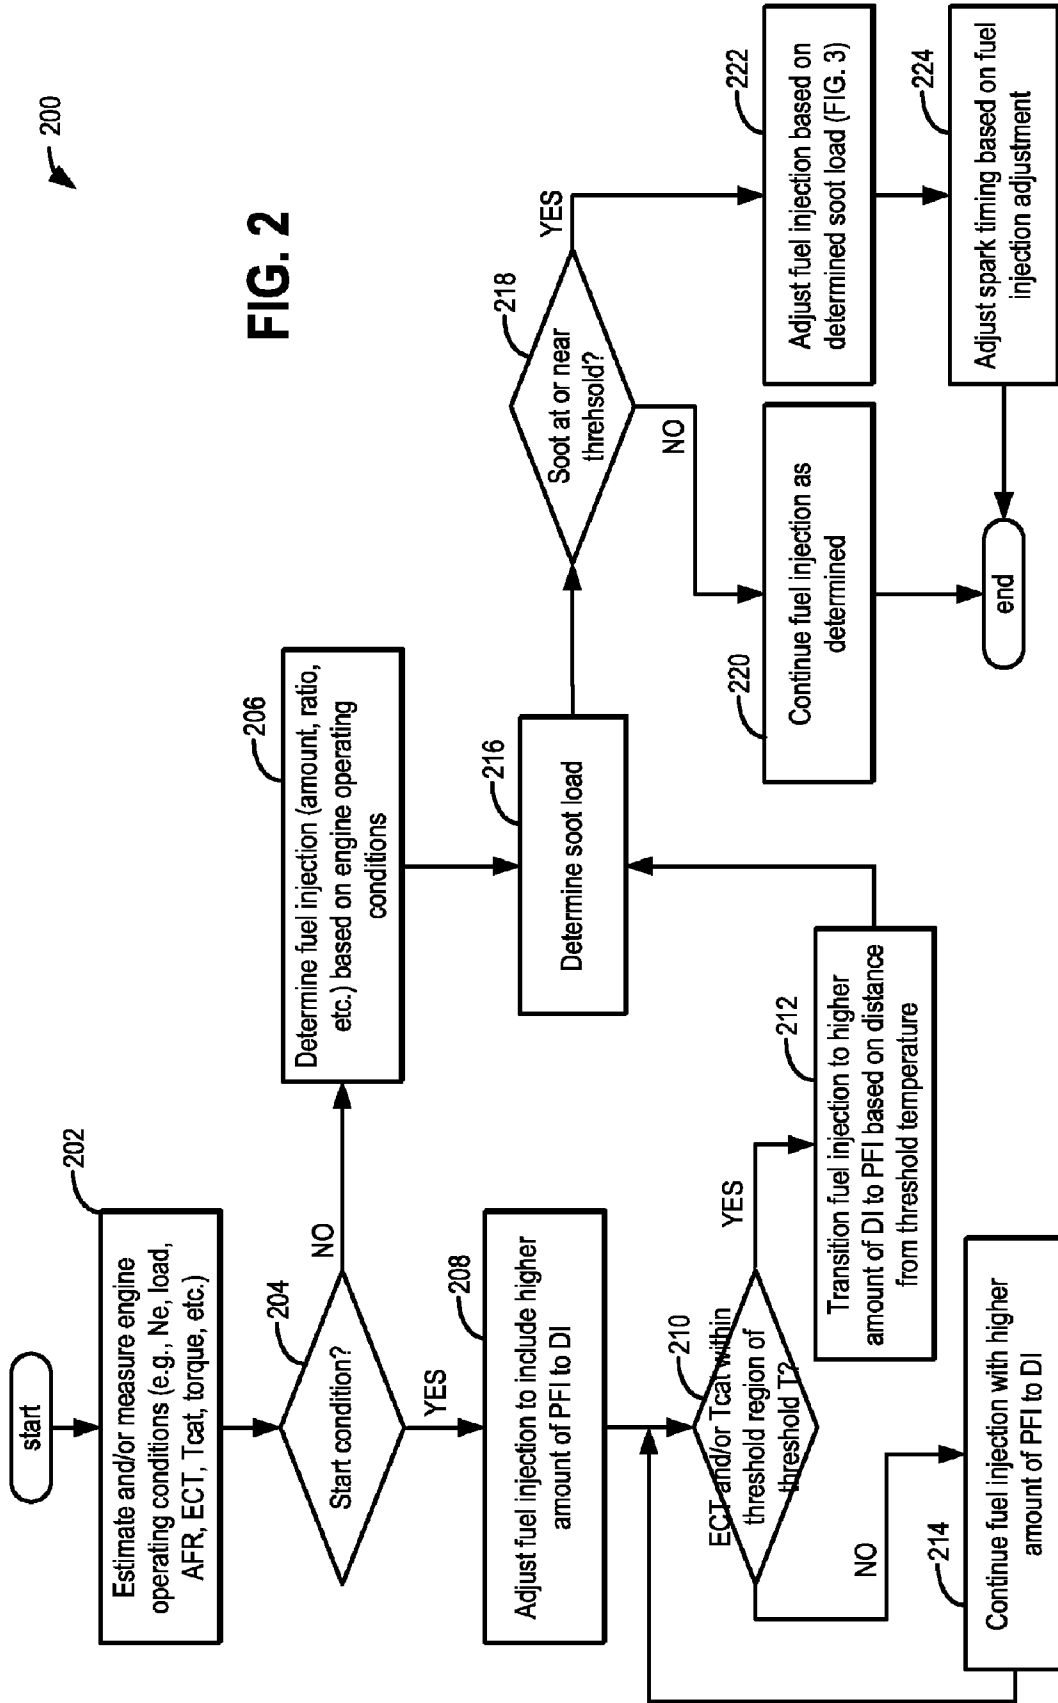 200
FIG. 2
start
202
Estimate and/or measure engine
operating conditions (e.g., Ne, load,
AFR, ECT, Tcat, torque, etc.)
204
Start condition?
NO
YES
206
Determine fuel injection (amount, ratio,
etc.) based on engine operating
conditions
208
Adjust fuel injection to include higher
amount of PFI to DI
210
ECT and/or Tcat within
threshold region of
threshold T?
YES
NO
212
Transition fuel injection to higher
amount of DI to PFI based on distance
from threshold temperature
214
Continue fuel injection with higher
amount of PFI to DI
216
Determine soot load
218
Soot at or near
threhsold?
YES
NO
220
Continue fuel injection as
determined
222
Adjust fuel injection based on
determined soot load (FIG. 3)
224
Adjust spark timing based on fuel
injection adjustment
end